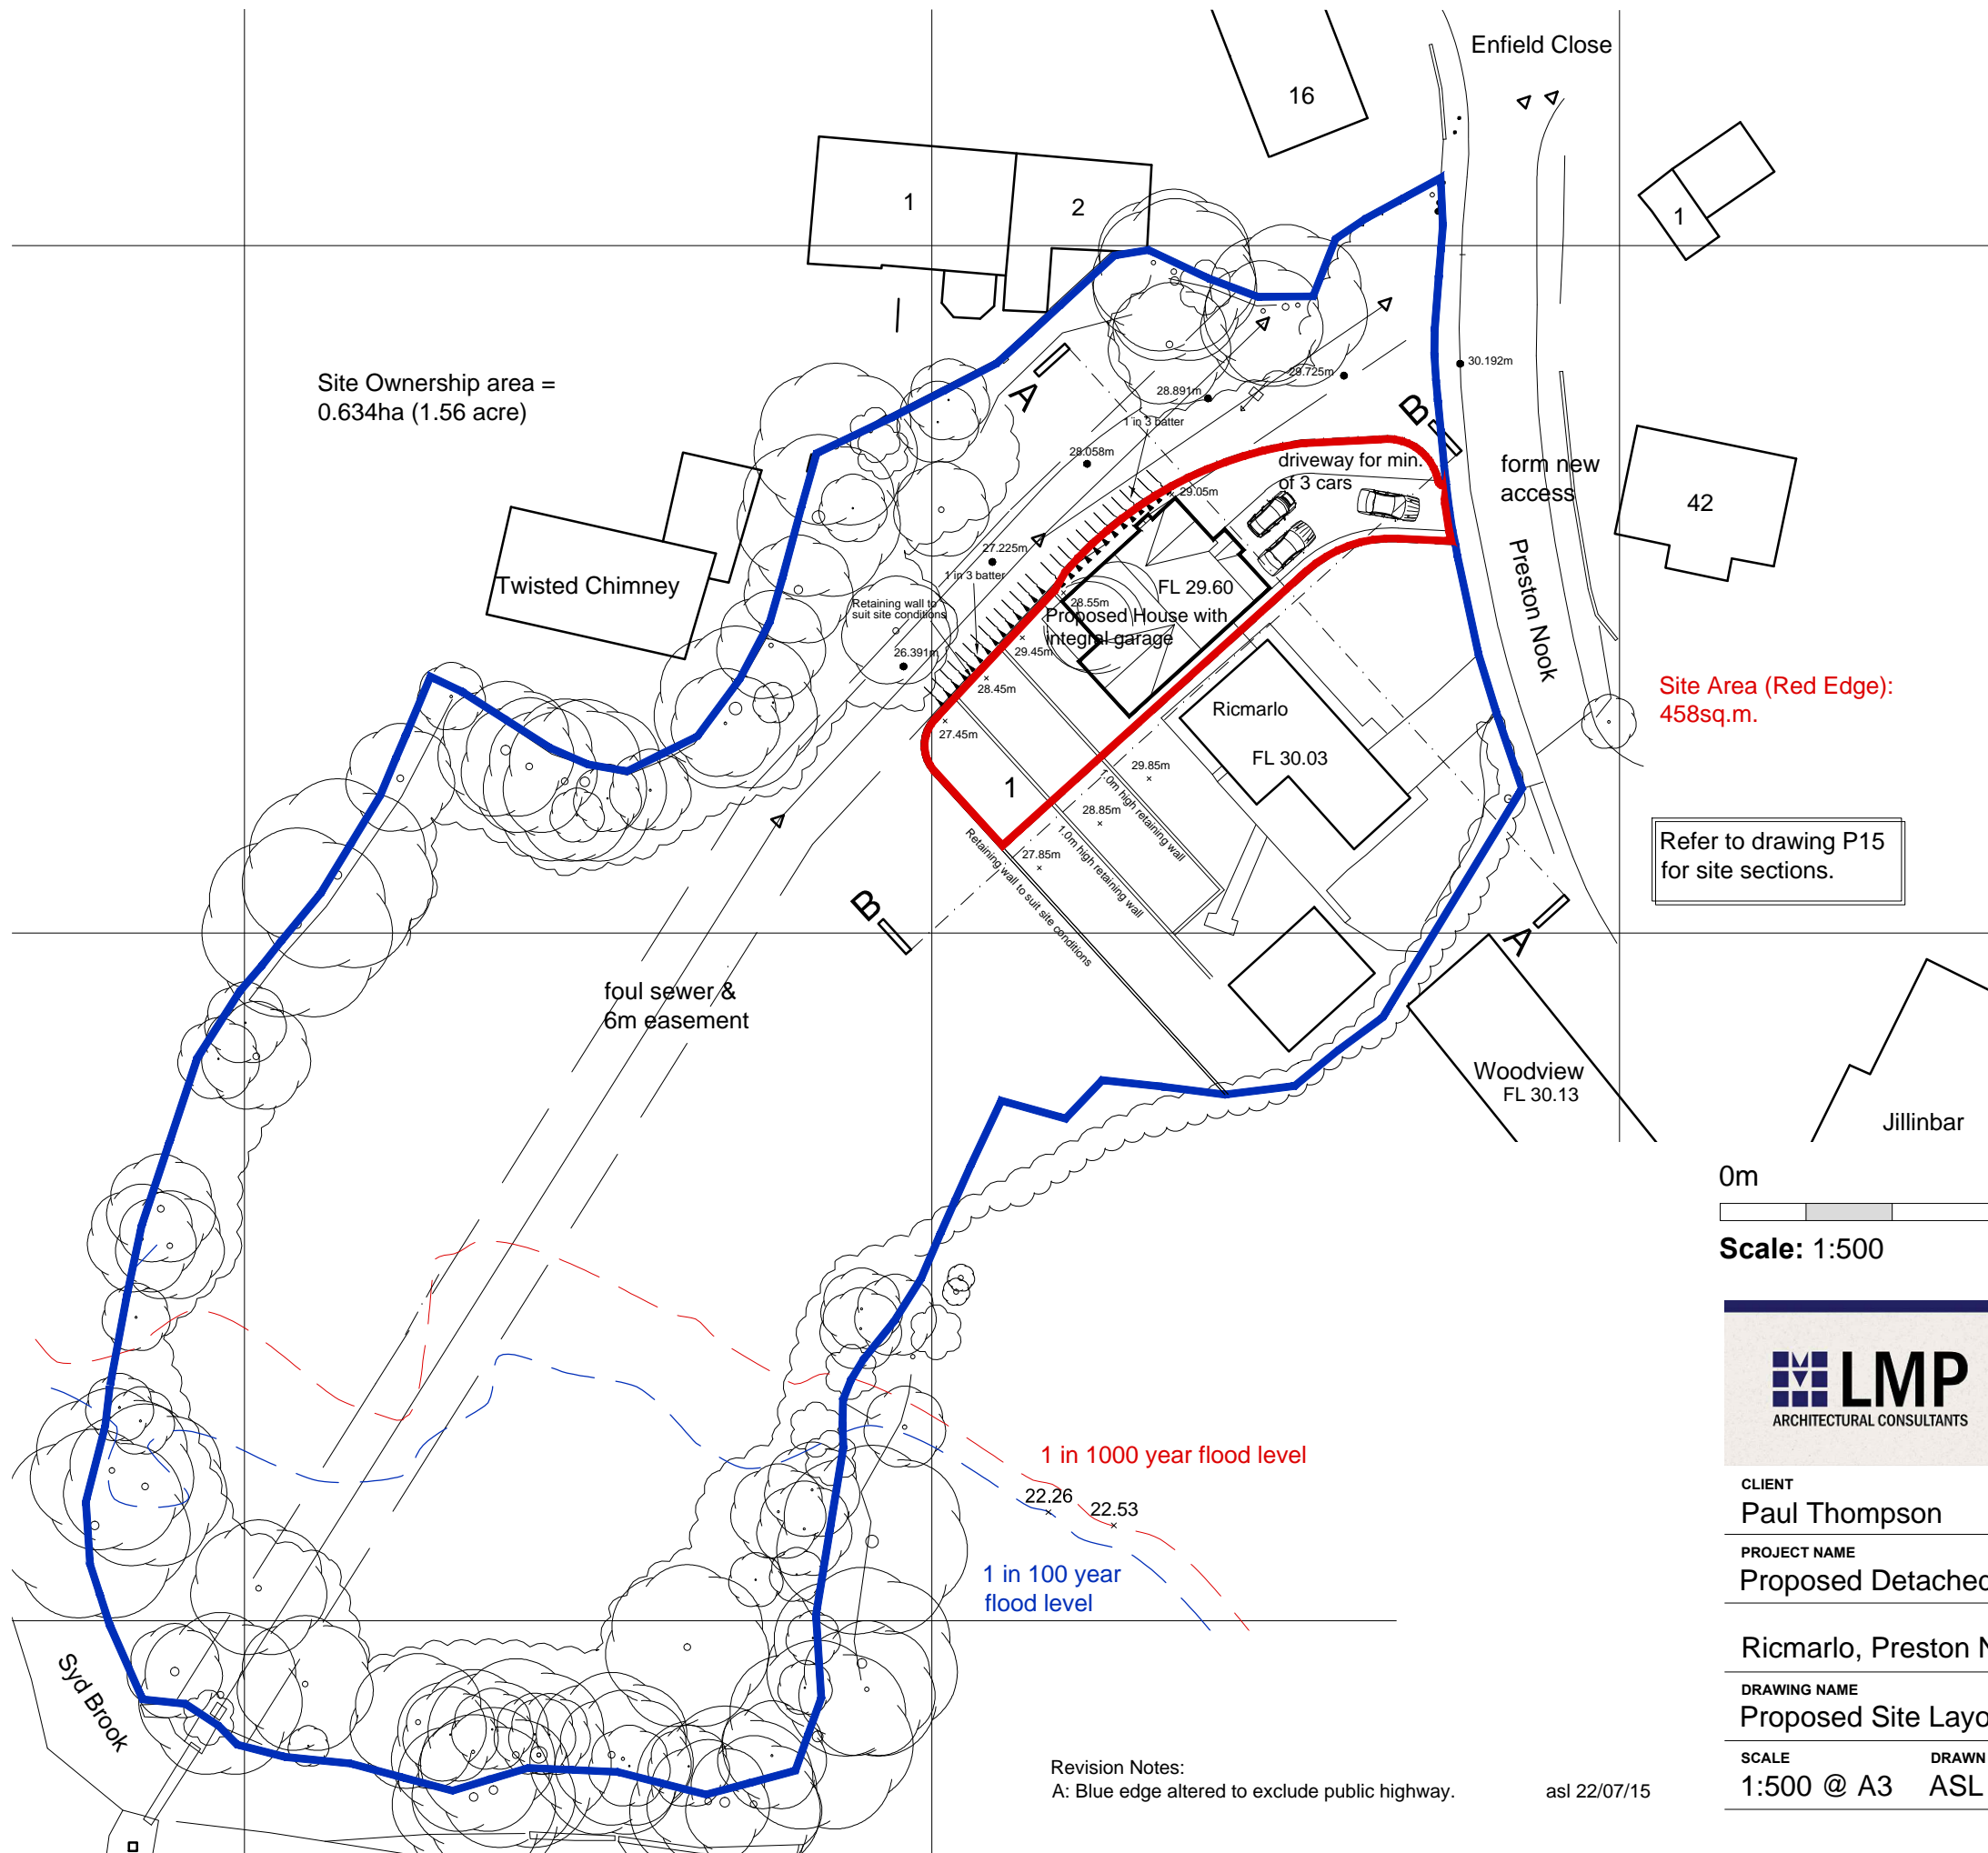 Enfield Close
16
1
2
1
Site Ownership area =
0.634ha (1.56 acre)
30.192m
29.725m
28.891m
A
B
1 in 3 batter
28.058m
driveway for min.
of 3 cars
form new
access
42
29.05m
27.225m
1 in 3 batter
Twisted Chimney
FL 29.60
Retaining wall to
suit site conditions
28.55m
Proposed House with
integral garage
29.45m
26.391m
28.45m
Preston Nook
Site Area (Red Edge):
458sq.m.
Ricmarlo
27.45m
FL 30.03
29.85m
1
1.0m high retaining wall
28.85m
G
Refer to drawing P15
for site sections.
27.85m
1.0m high retaining wall
Retaining wall to suit site conditions
B
A
foul sewer &
6m easement
Woodview
FL 30.13
Jillinbar
0m
Scale: 1:500
LMP
ARCHITECTURAL CONSULTANTS
1 in 1000 year flood level
22.26
22.53
1 in 100 year
flood level
CLIENT
Paul Thompson
PROJECT NAME
Proposed Detached
Ricmarlo, Preston N
DRAWING NAME
Proposed Site Layo
SCALE
DRAWN
1:500 @ A3
ASL
Syd Brook
Revision Notes:
A: Blue edge altered to exclude public highway.
asl 22/07/15